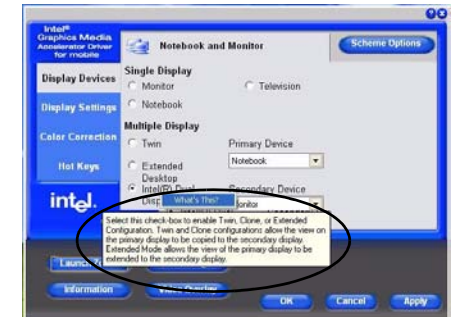 Intel®
Graphics Media
Accelerator Driver
for mobile
Notebook and Monitor
Scheme Options
Display Devices
Display Settings
Color Correction
Hot Keys
intel.
Single Display
Monitor
Television
Notebook
Multiple Display
Twin
Primary Device
Extended
Desktop
Notebook
Intel(R) Dual
Secondary Device
What's This?
Select this check-box to enable Twin, Clone, or Extended
Configuration. Twin and Clone configurations allow the view on
the primary display to be copied to the secondary display.
Extended Mode allows the view of the primary display to be
extended to the secondary display.
Information
Video Overlay
OK
Cancel
Apply